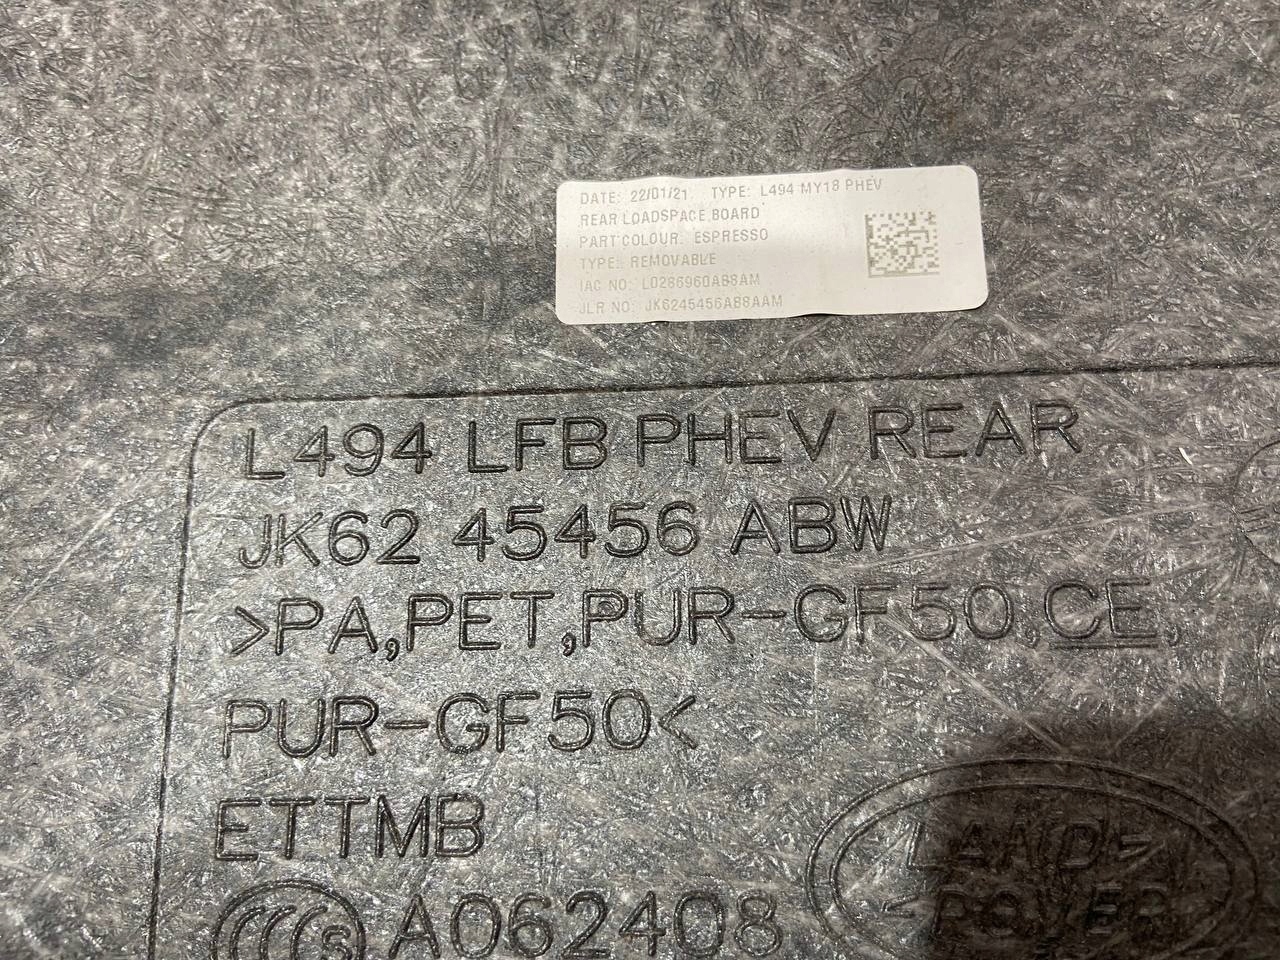 DATE: 22/01/21 TYPE: L494 MY18 PHEV
REAR LOADSPACE BOARD
PART COLOUR: ESPRESSO
TYPE: REMOVABLE
IAC NO: L0286960AB8AM
JLR NO: JK6245456AB8AAM
L494 LFB PHEV REAR
JK62 45456 ABW
>PA,PET,PUR-GF50,CE,
PUR-GF50<
ETTMB
A062408
LAND
ROVER